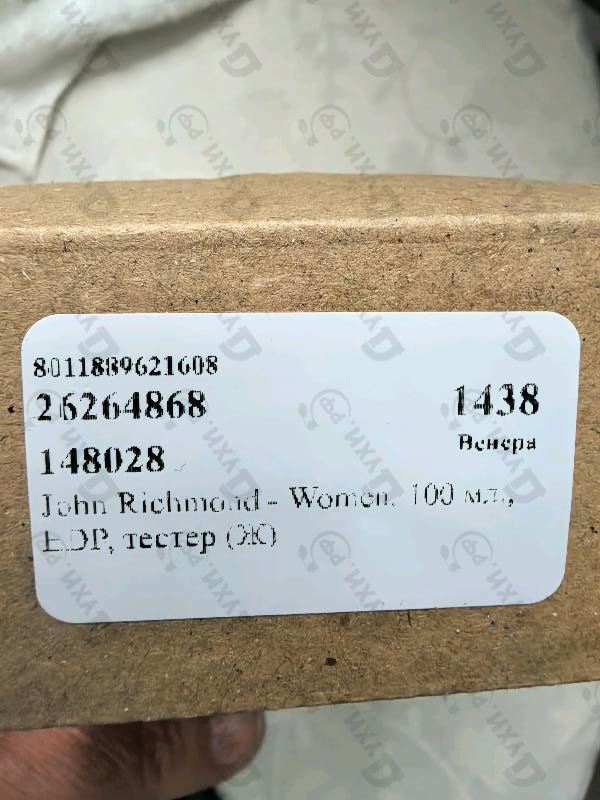 8011889621608
26264868
1438
Венера
148028
John Richmond - Women, 100 мл.,
EDP, тестер (Ж)